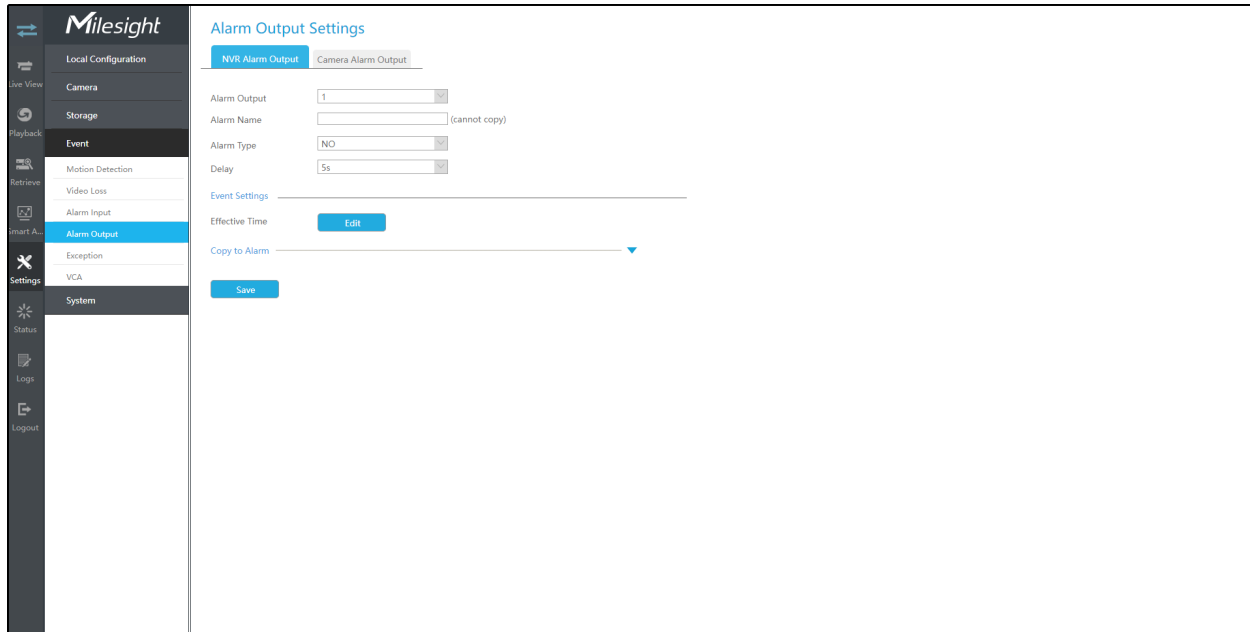 Milesight
Live View
Playback
Retrieve
Smart A...
Settings
Status
Logs
Logout
Local Configuration
Camera
Storage
Event
Motion Detection
Video Loss
Alarm Input
Alarm Output
Exception
VCA
System
Alarm Output Settings
NVR Alarm Output Camera Alarm Output
Alarm Output 1
Alarm Name (cannot copy)
Alarm Type NO
Delay 5s
Event Settings
Effective Time Edit
Copy to Alarm
Save